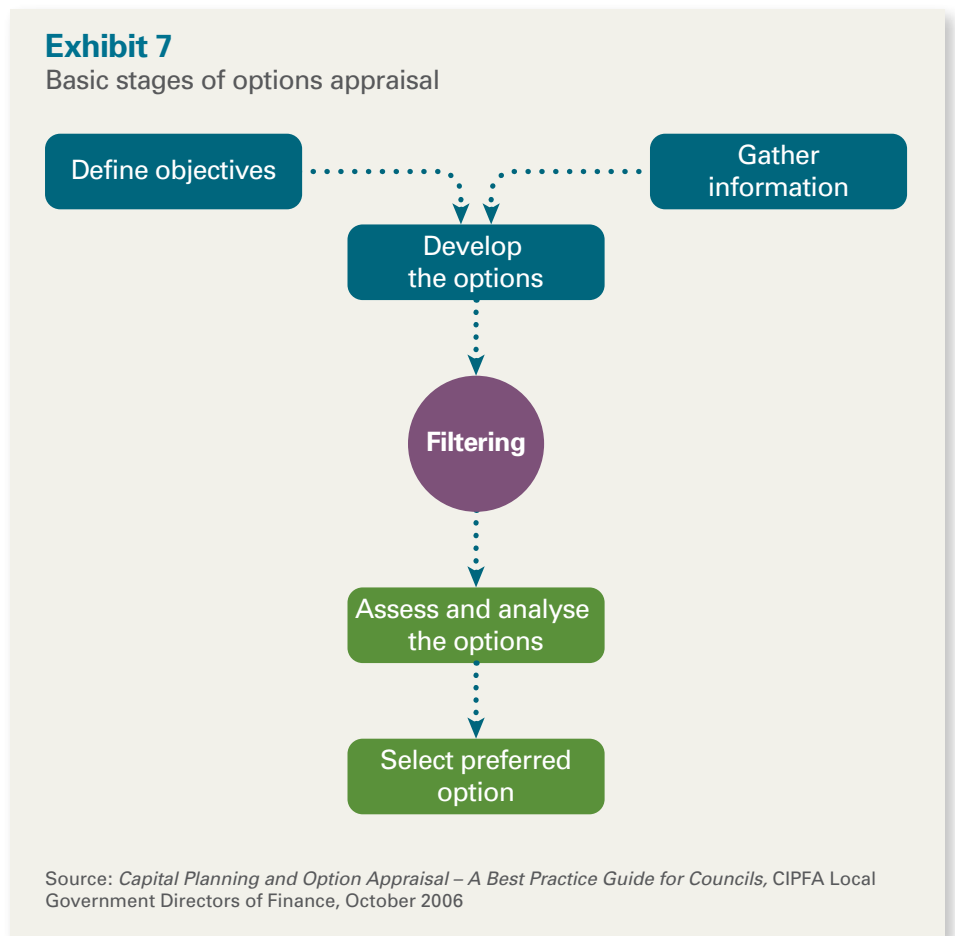 Exhibit 7
Basic stages of options appraisal
Define objectives
Gather
information
Develop
the options
Filtering
Assess and analyse
the options
Select preferred
option
Source: Capital Planning and Option Appraisal – A Best Practice Guide for Councils, CIPFA Local
Government Directors of Finance, October 2006